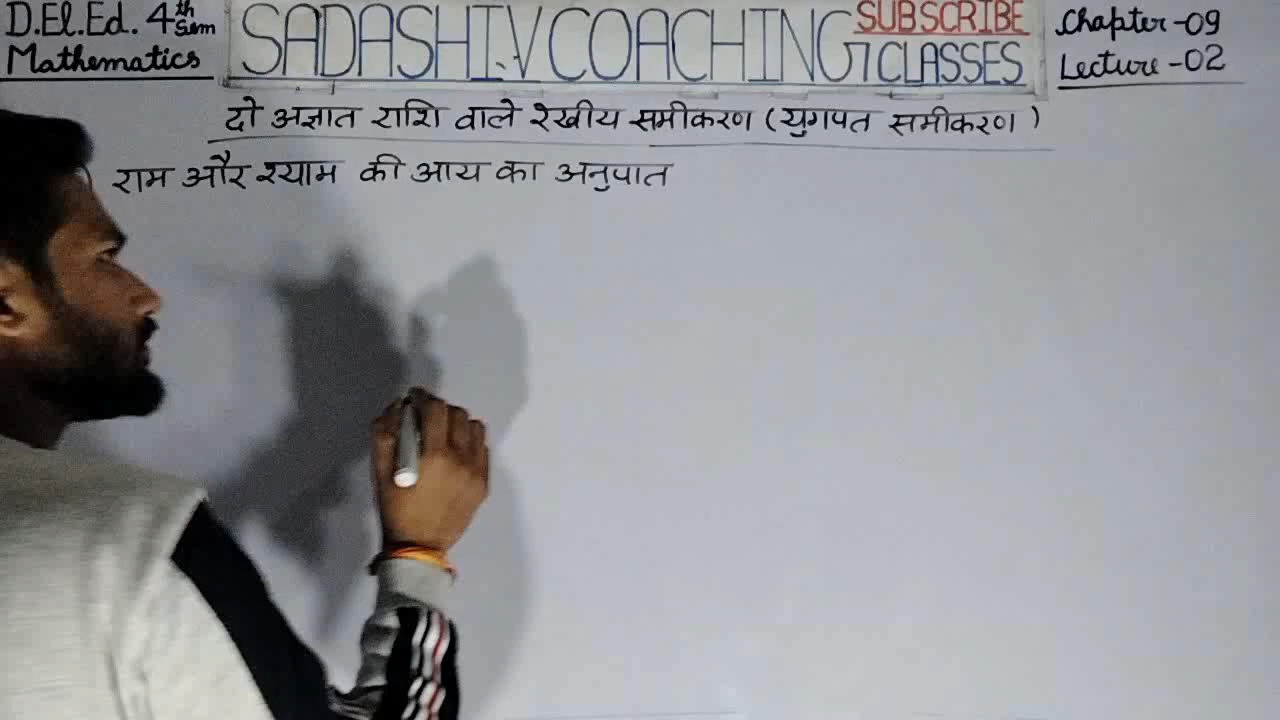 D.El.Ed. 4th Sem
Mathematics
SADASHIV COACHING CLASSES
SUBSCRIBE
Chapter-09
Lecture-02
दो अज्ञात राशि वाले रेखीय समीकरण (युगपत समीकरण)
राम और श्याम की आय का अनुपात